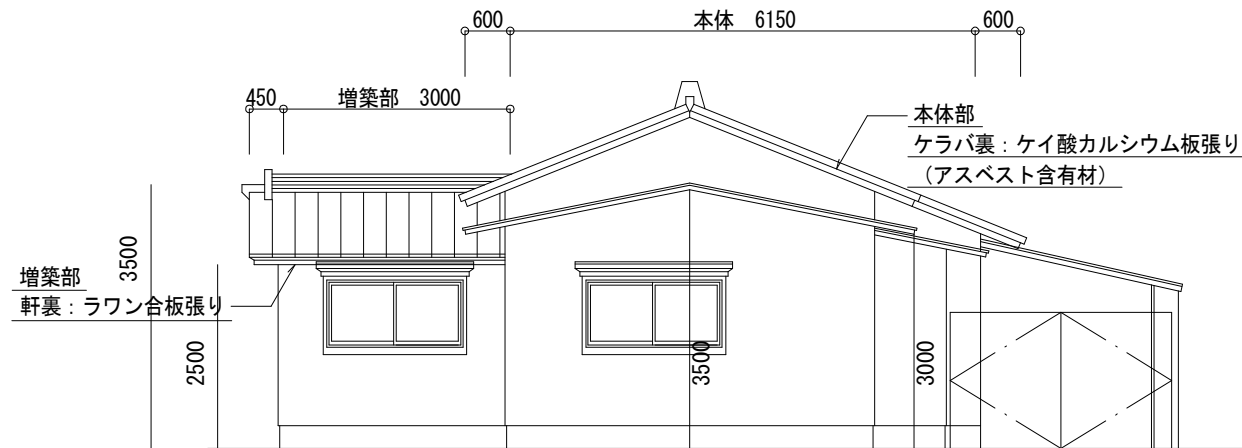 600 本体 6150 600
450 増築部 3000
本体部
ケラバ裏：ケイ酸カルシウム板張り
（アスベスト含有材）
3500
増築部
軒裏：ラワン合板張り
2500
3500
3000